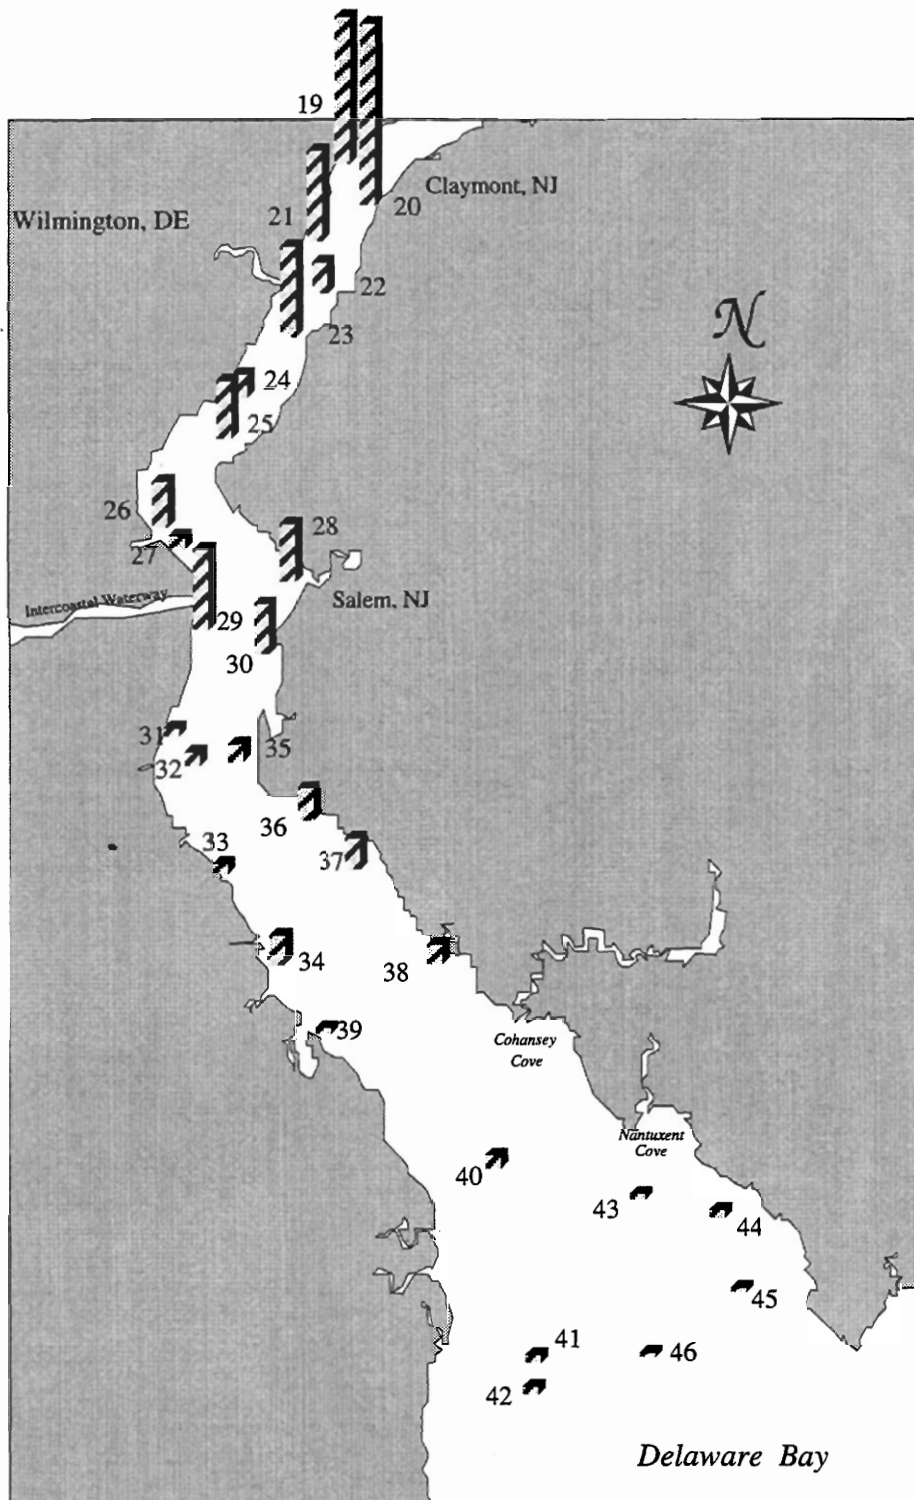 19
Claymont, NJ
20
Wilmington, DE
21
22
N
23
24
25
26
28
27
Intercoastal Waterway
Salem, NJ
29
30
31
35
32
36
33
37
34
38
39
Cohansey
Cove
Nantuxent
Cove
40
43
44
45
41
46
42
Delaware Bay